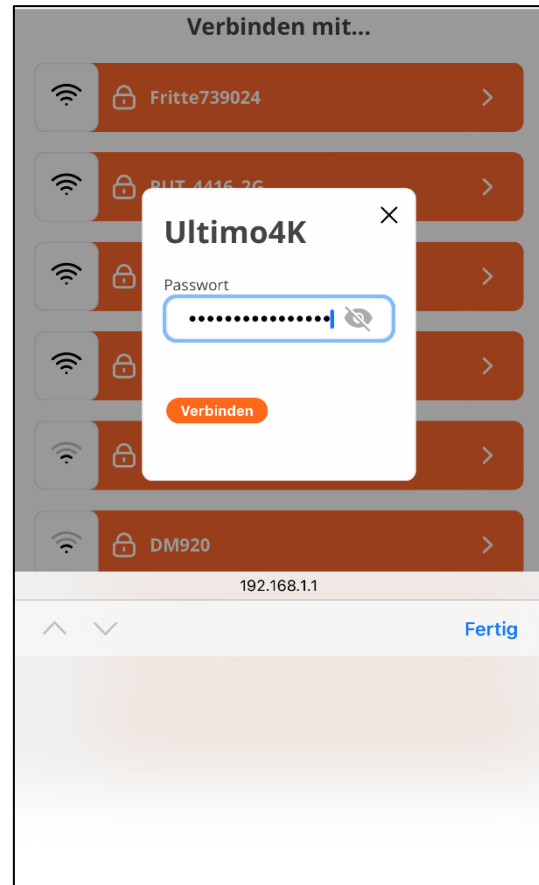 Verbinden mit...
Fritte739024
Ultimo4K
Passwort
Verbinden
DM920
192.168.1.1
Fertig